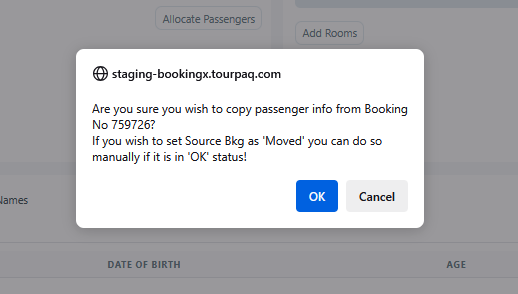 Allocate Passengers
Add Rooms
staging-bookingx.tourpaq.com
Are you sure you wish to copy passenger info from Booking
No 759726?
If you wish to set Source Bkg as 'Moved' you can do so
manually if it is in 'OK' status!
OK
Cancel
Names
DATE OF BIRTH
AGE